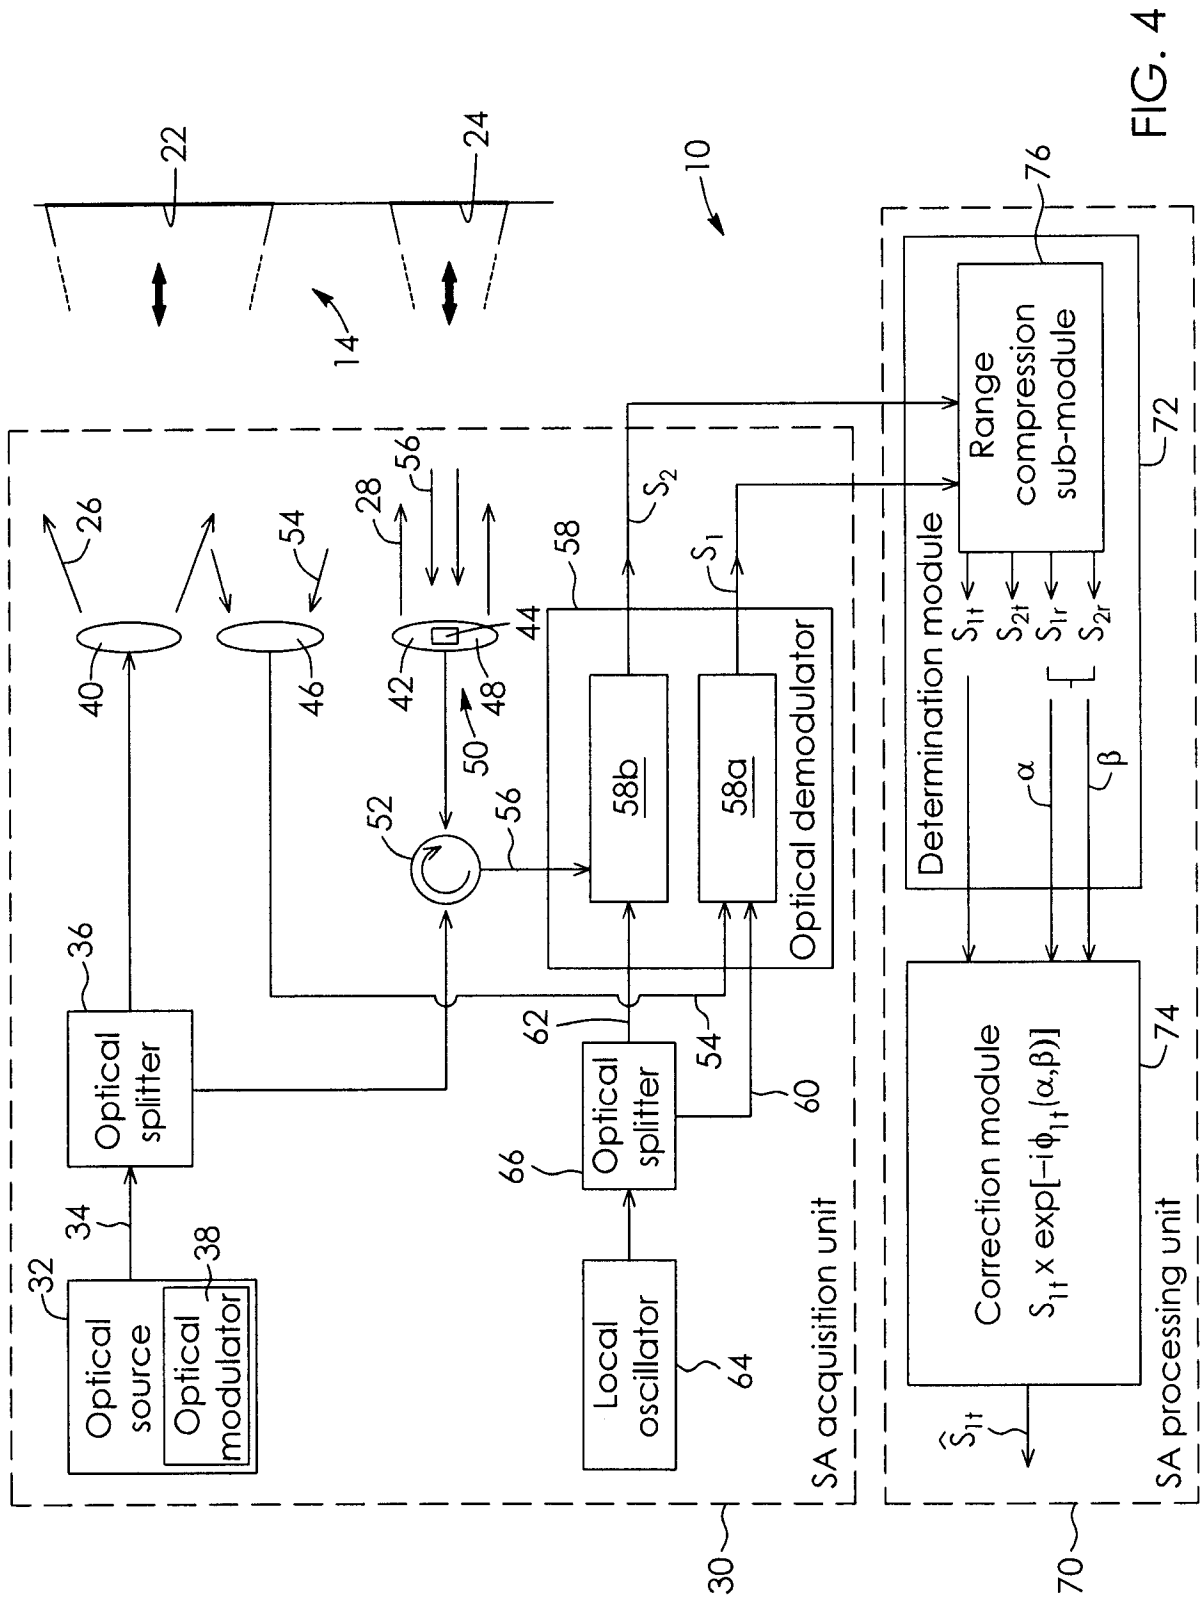 32
34
36
Optical
source
Optical
modulator
38
Optical
splitter
40
26
46
54
22
42
28
56
48
44
50
52
56
24
14
10
Local
oscillator
64
66
Optical
splitter
62
60
54
58
58b
58a
Optical demodulator
S2
S1
SA acquisition unit
30
Ŝ1t
Correction module
S1t x exp[-iϕ1t(α,β)]
74
α
β
Determination module
S1t
S2t
S1r
S2r
Range
compression
sub-module
76
72
SA processing unit
70
FIG. 4